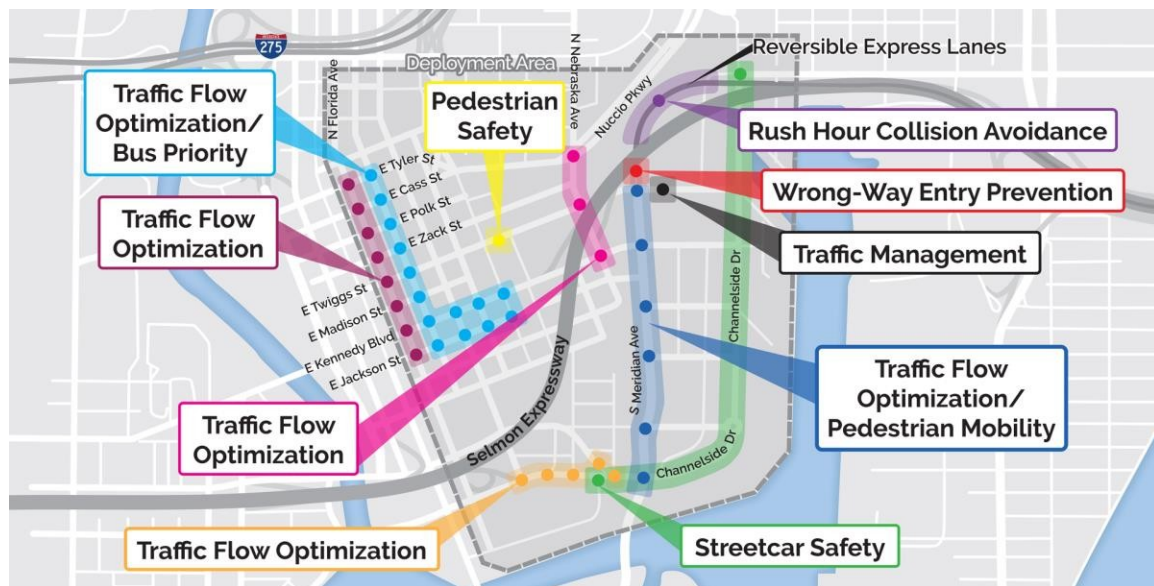 INTERSTATE
275
N Florida Ave
Deployment Area
N Nebraska Ave
Nuccio Pkwy
Reversible Express Lanes
Traffic Flow
Optimization/
Bus Priority
Pedestrian
Safety
Rush Hour Collision Avoidance
E Tyler St
E Cass St
E Polk St
E Zack St
Wrong-Way Entry Prevention
Traffic Flow
Optimization
Traffic Management
E Twiggs St
E Madison St
E Kennedy Blvd
E Jackson St
Channelside Dr
S Meridian Ave
Selmon Expressway
Traffic Flow
Optimization/
Pedestrian Mobility
Traffic Flow
Optimization
Channelside Dr
Traffic Flow Optimization
Streetcar Safety